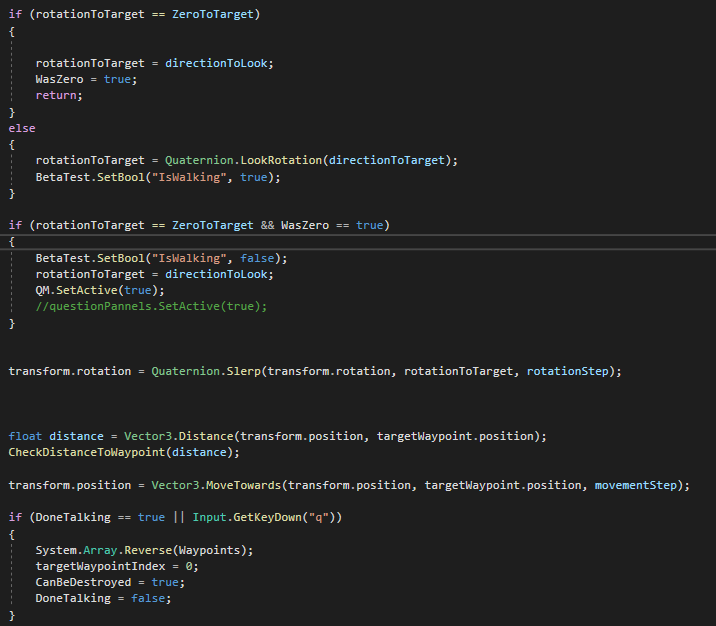 if (rotationToTarget == ZeroToTarget)
{
rotationToTarget = directionToLook;
WasZero = true;
return;
}
else
{
rotationToTarget = Quaternion.LookRotation(directionToTarget);
BetaTest.SetBool("IsWalking", true);
}
if (rotationToTarget == ZeroToTarget && WasZero == true)
{
BetaTest.SetBool("IsWalking", false);
rotationToTarget = directionToLook;
QM.SetActive(true);
//questionPannels.SetActive(true);
}
transform.rotation = Quaternion.Slerp(transform.rotation, rotationToTarget, rotationStep);
float distance = Vector3.Distance(transform.position, targetWaypoint.position);
CheckDistanceToWaypoint(distance);
transform.position = Vector3.MoveTowards(transform.position, targetWaypoint.position, movementStep);
if (DoneTalking == true || Input.GetKeyDown("q"))
{
System.Array.Reverse(Waypoints);
targetWaypointIndex = 0;
CanBeDestroyed = true;
DoneTalking = false;
}